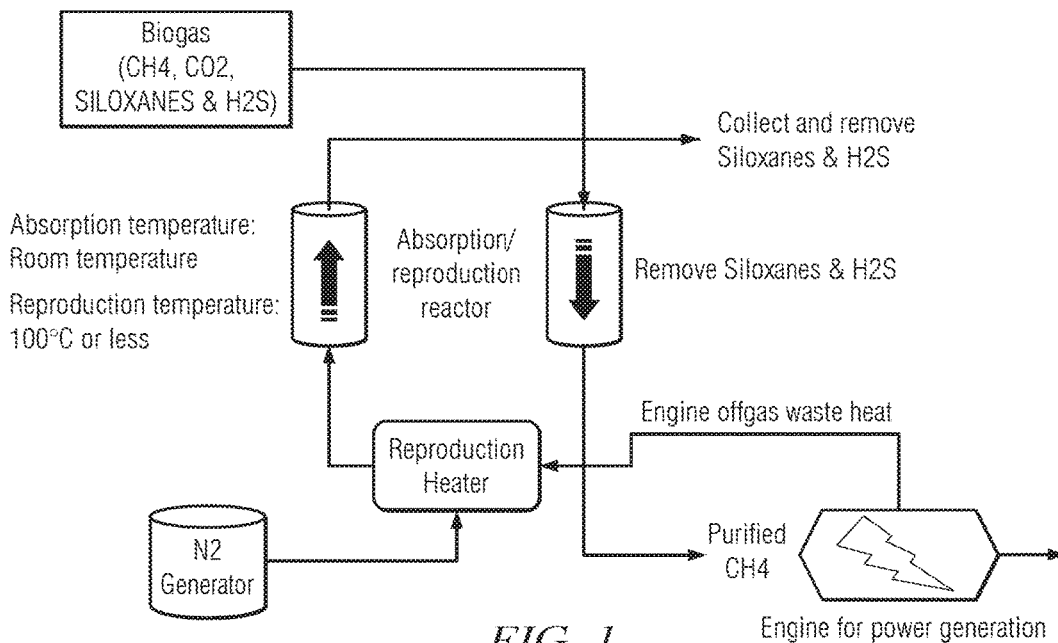 Biogas
(CH4, CO2,
SILOXANES & H2S)
Collect and remove
Siloxanes & H2S
Absorption temperature:
Room temperature
Reproduction temperature:
100°C or less
Absorption/
reproduction
reactor
Remove Siloxanes & H2S
Engine offgas waste heat
Reproduction
Heater
N2
Generator
Purified
CH4
Engine for power generation
FIG. 1